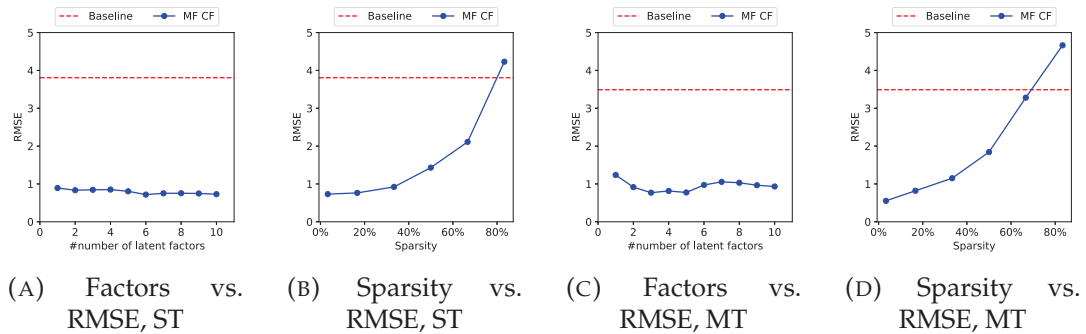 Baseline MF CF
5
4
3
2
1
0
RMSE
0 2 4 6 8 10
#number of latent factors
(A) Factors vs.
RMSE, ST
Baseline MF CF
5
4
3
2
1
0
RMSE
0% 20% 40% 60% 80%
Sparsity
(B) Sparsity vs.
RMSE, ST
Baseline MF CF
5
4
3
2
1
0
RMSE
0 2 4 6 8 10
#number of latent factors
(C) Factors vs.
RMSE, MT
Baseline MF CF
5
4
3
2
1
0
RMSE
0% 20% 40% 60% 80%
Sparsity
(D) Sparsity vs.
RMSE, MT